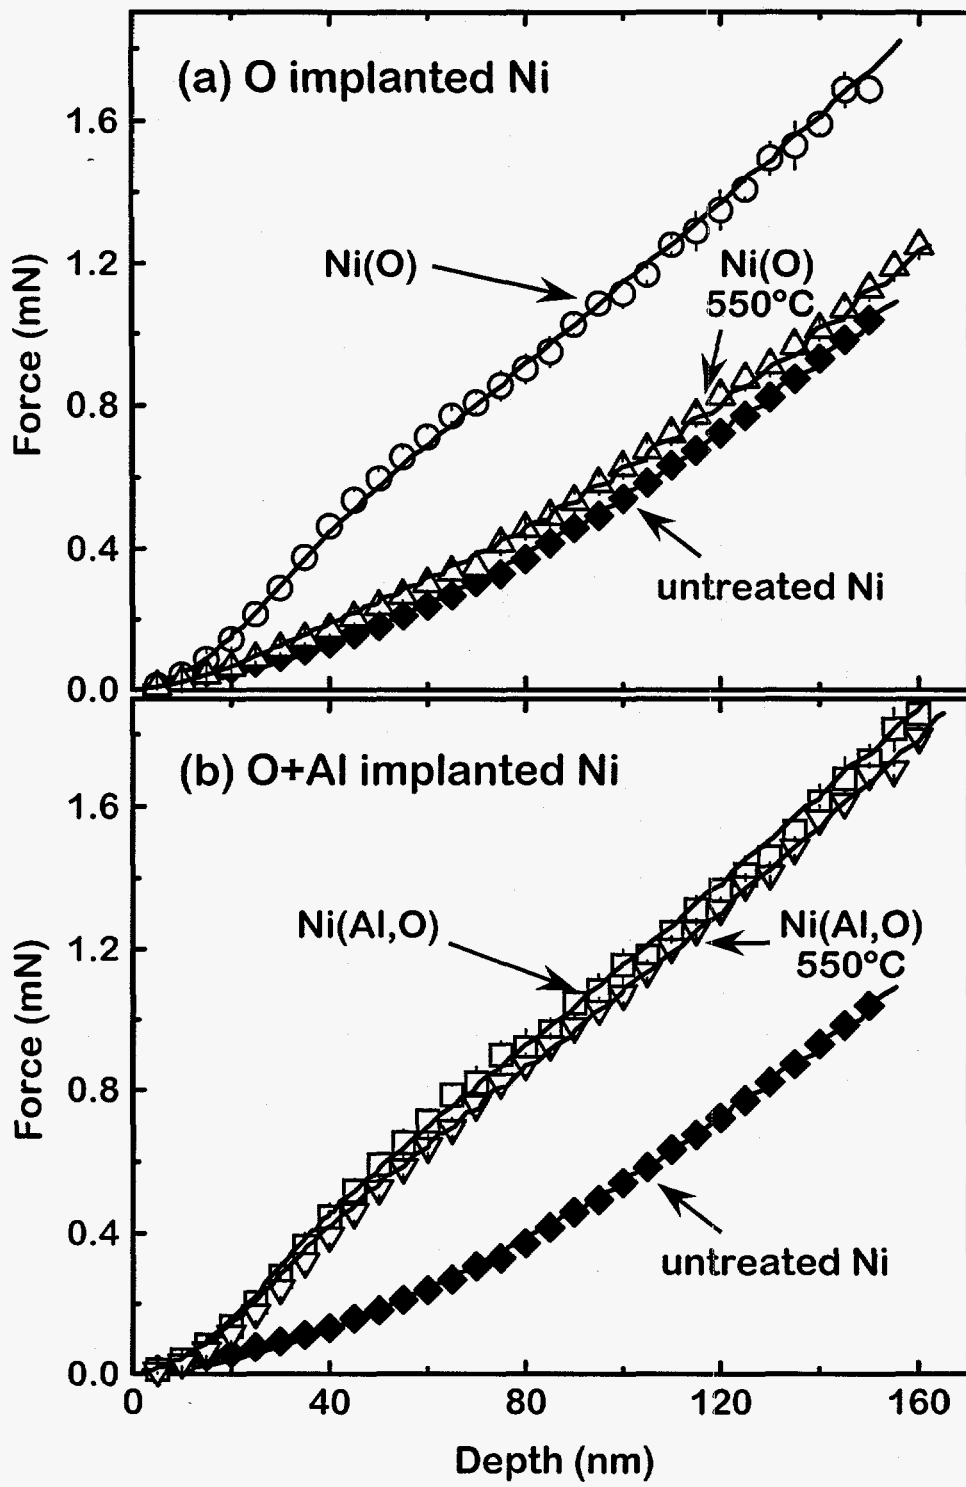 (a) O implanted Ni
1.6
Ni(O)
1.2
Ni(O)
550°C
Force (mN)
0.8
0.4
untreated Ni
0.0
(b) O+Al implanted Ni
1.6
Ni(Al,O)
Ni(Al,O)
550°C
1.2
Force (mN)
0.8
0.4
untreated Ni
0.0
0 40 80 120 160
Depth (nm)